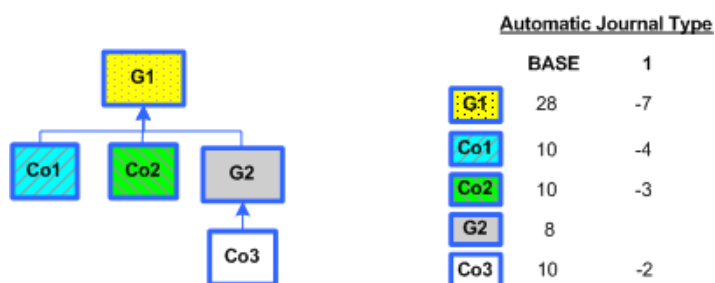 Automatic Journal Type
BASE 1
G1
Co1 Co2 G2
Co3
G1 28 -7
Co1 10 -4
Co2 10 -3
G2 8
Co3 10 -2